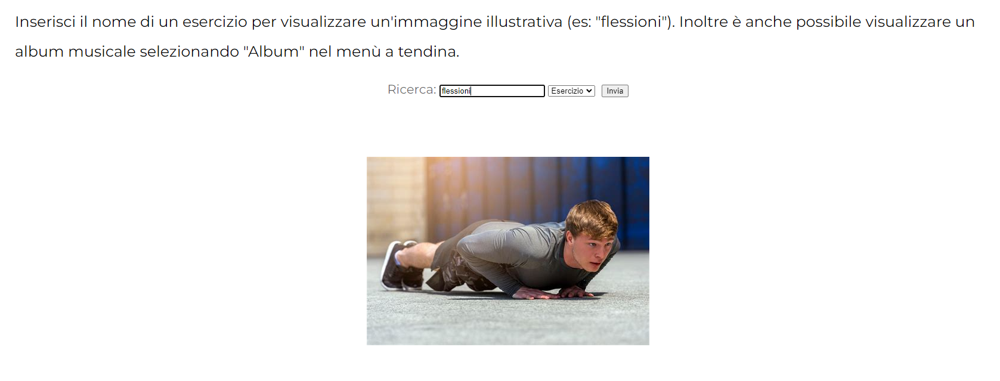 Inserisci il nome di un esercizio per visualizzare un'immaggine illustrativa (es: "flessioni"). Inoltre è anche possibile visualizzare un
album musicale selezionando "Album" nel menù a tendina.
Ricerca: flessioni Esercizio Invia